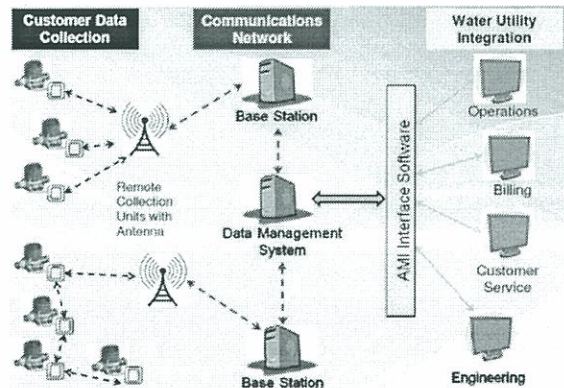 Customer Data
Collection
Communications
Network
Water Utility
Integration
Base Station
Remote
Collection
Units with
Antenna
Data Management
System
Base Station
AMI Interface Software
Operations
Billing
Customer
Service
Engineering